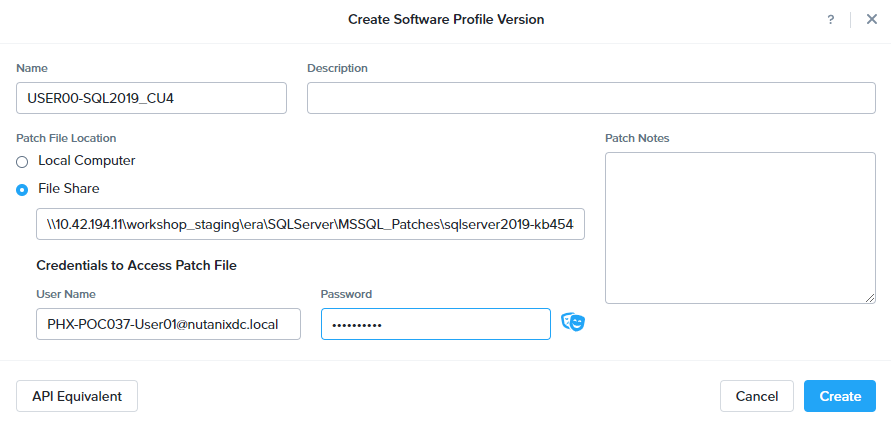 Create Software Profile Version
?
Name
Description
USER00-SQL2019_CU4
Patch File Location
Patch Notes
Local Computer
File Share
\\10.42.194.11\workshop_staging\era\SQLServer\MSSQL_Patches\sqlserver2019-kb454
Credentials to Access Patch File
User Name
Password
PHX-POC037-User01@nutanixdc.local
••••••••••
API Equivalent
Cancel
Create